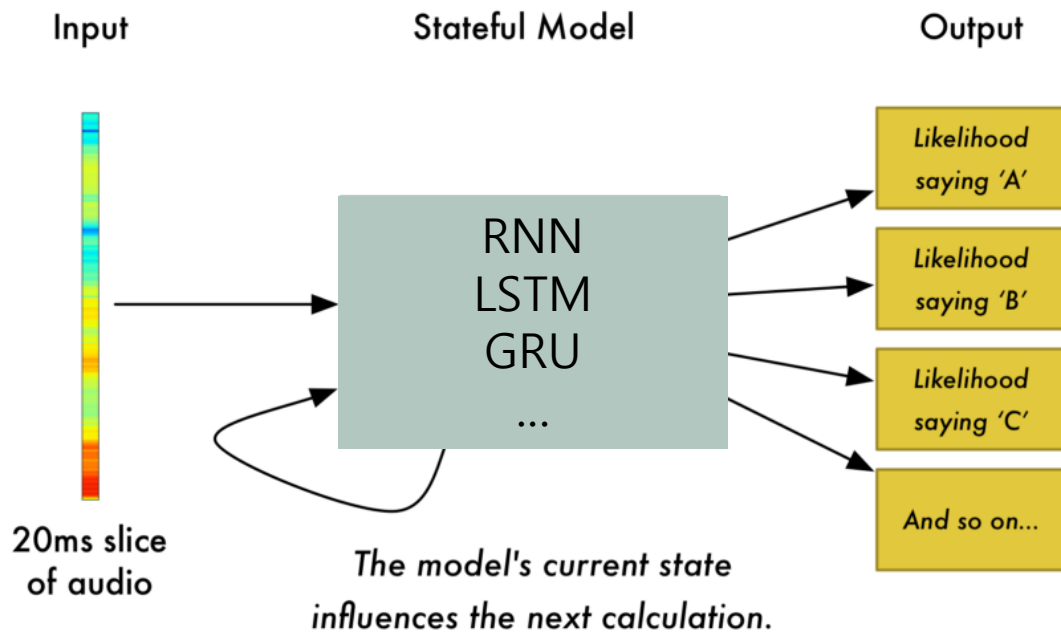 Input
Stateful Model
Output
20ms slice
of audio
RNN
LSTM
GRU
...
The model's current state
influences the next calculation.
Likelihood
saying ‘A’
Likelihood
saying ‘B’
Likelihood
saying ‘C’
And so on...